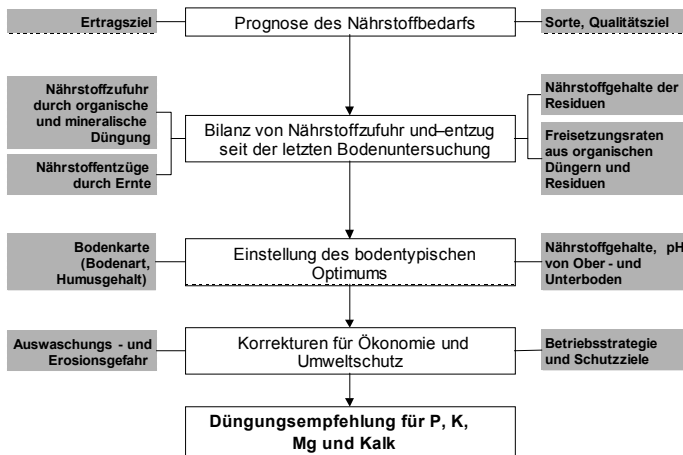 Ertragsziel
Prognose des Nährstoffbedarfs
Sorte, Qualitätsziel
Nährstoffzufuhr
durch organische
und mineralische
Düngung
Nährstoffentzüge
durch Ernte
Bilanz von Nährstoffzufuhr und–entzug
seit der letzten Bodenuntersuchung
Nährstoffgehalte der
Residuen
Freisetzungsraten
aus organischen
Düngern und
Residuen
Bodenkarte
(Bodenart,
Humusgehalt)
Einstellung des bodentypischen
Optimums
Nährstoffgehalte, pH
von Ober - und
Unterboden
Auswaschungs - und
Erosionsgefahr
Korrekturen für Ökonomie und
Umweltschutz
Betriebsstrategie
und Schutzziele
Düngungsempfehlung für P, K,
Mg und Kalk